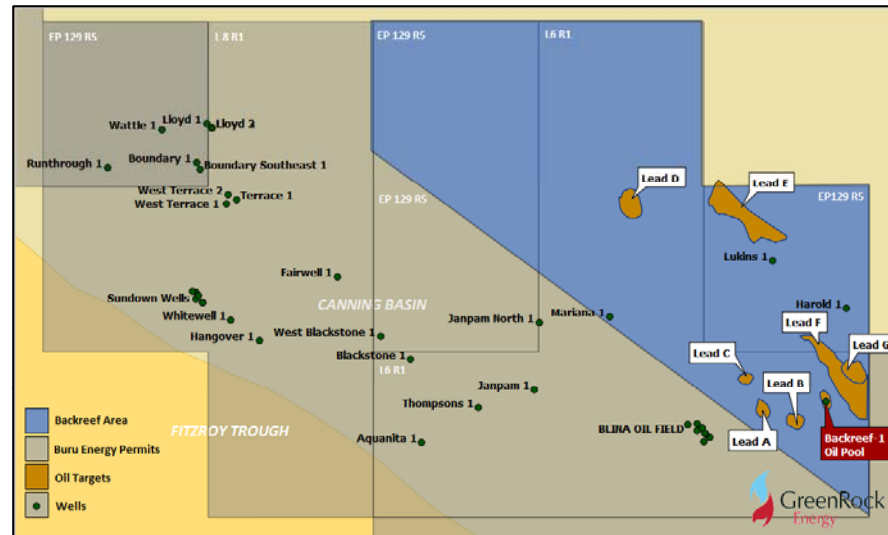 EP 129 R5
L 8 R1
EP 129 R5
L6 R1
Wattle 1
Lloyd 1
Lloyd 2
Runthrough 1
Boundary 1
Boundary Southeast 1
West Terrace 2
Terrace 1
West Terrace 1
EP 129 R5
Lead D
Lead E
EP129 R5
Lukins 1
Fairwell 1
Sundown Wells
CANNING BASIN
Harold 1
Whitewell 1
Janpam North 1
Mariana 1
Hangover 1
West Blackstone 1
Lead F
Blackstone 1
Lead C
Lead G
L6 R1
Janpam 1
Lead B
Thompsons 1
FITZROY TROUGH
BLINA OIL FIELD
Aquanita 1
Lead A
Backreef-1
Oil Pool
Backreef Area
Buru Energy Permits
Oil Targets
Wells
GreenRock
Energy